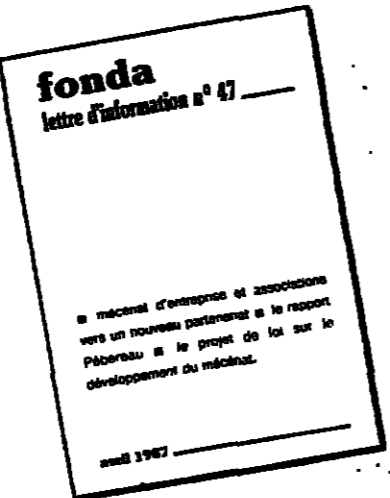 fonda
lettre d'information n° 47
■ mécénat d'entreprise et associations
vers un nouveau partenariat ■ le rapport
Pébereau ■ le projet de loi sur le
développement du mécénat.
avril 1987